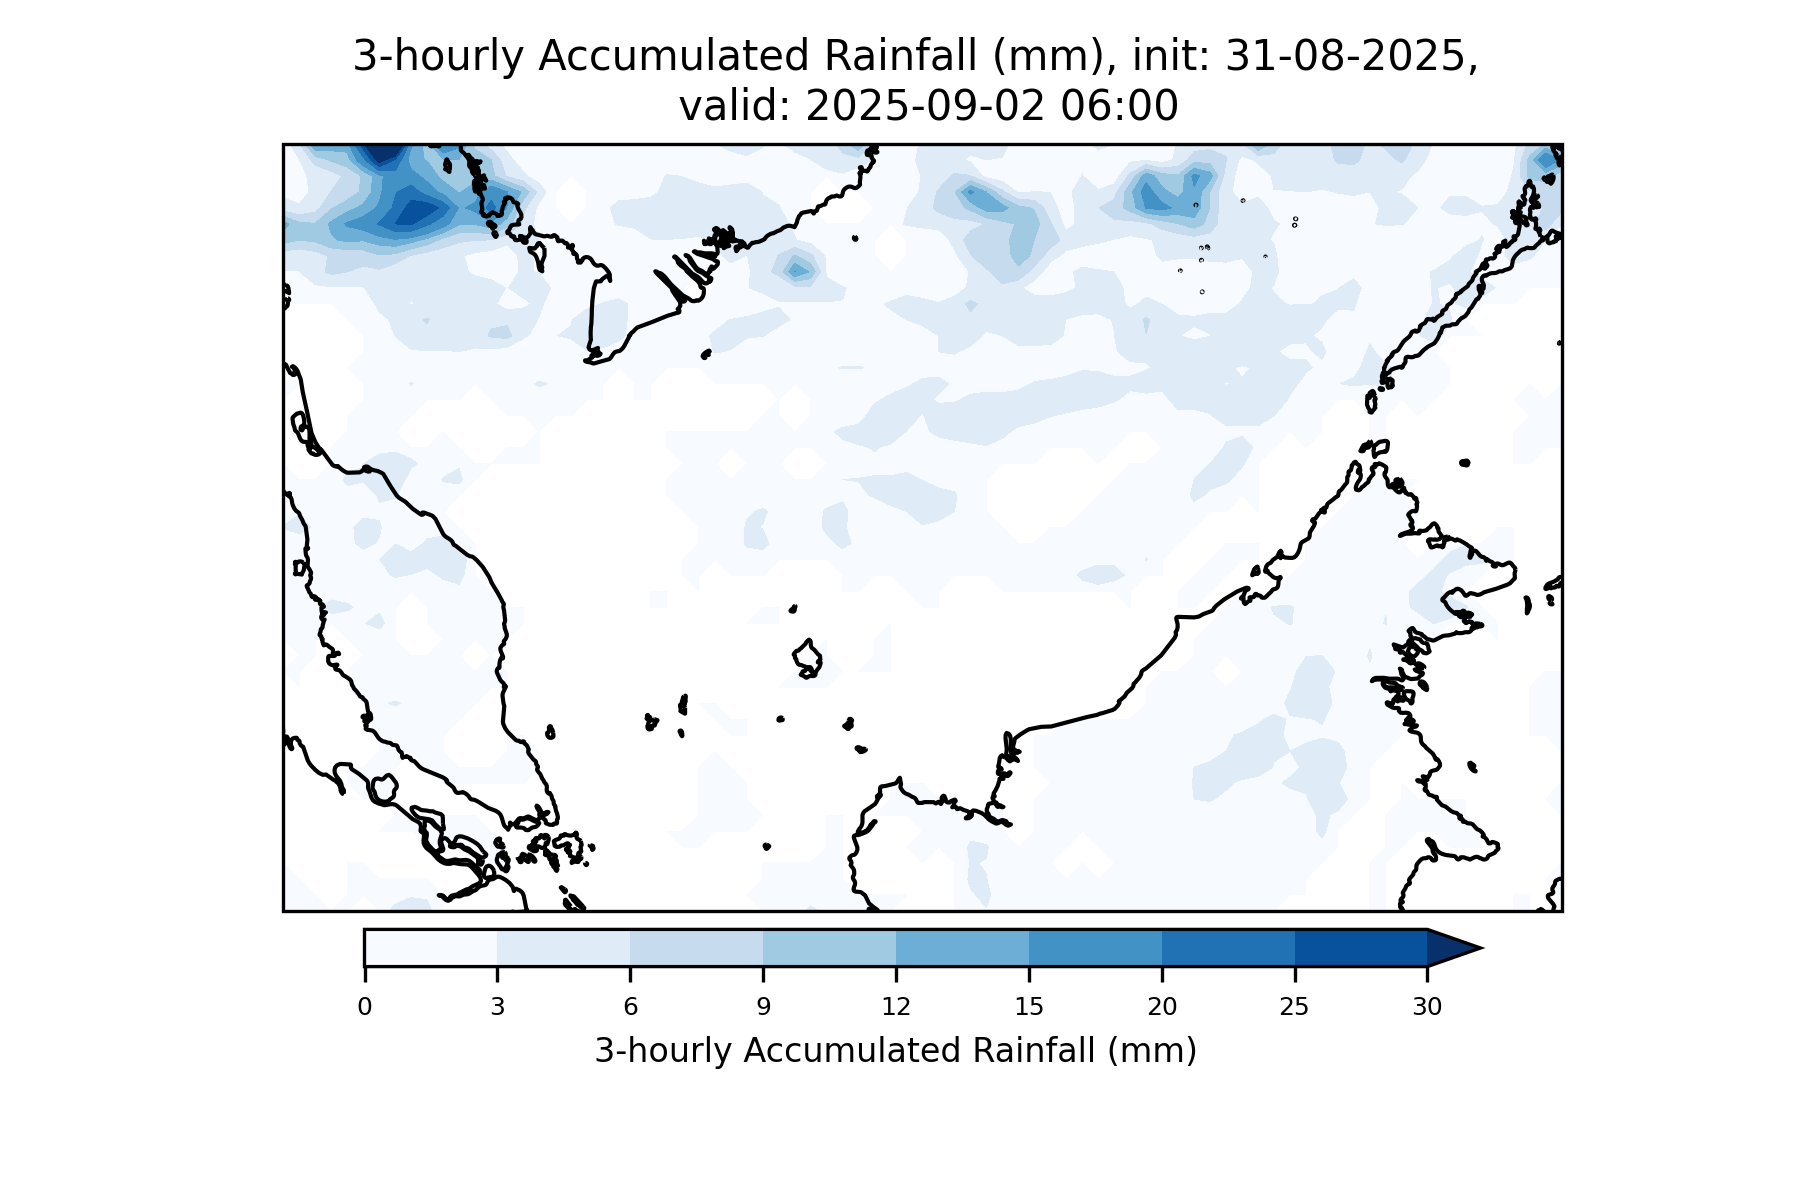 3-hourly Accumulated Rainfall (mm), init: 31-08-2025,
valid: 2025-09-02 06:00
0 3 6 9 12 15 20 25 30
3-hourly Accumulated Rainfall (mm)